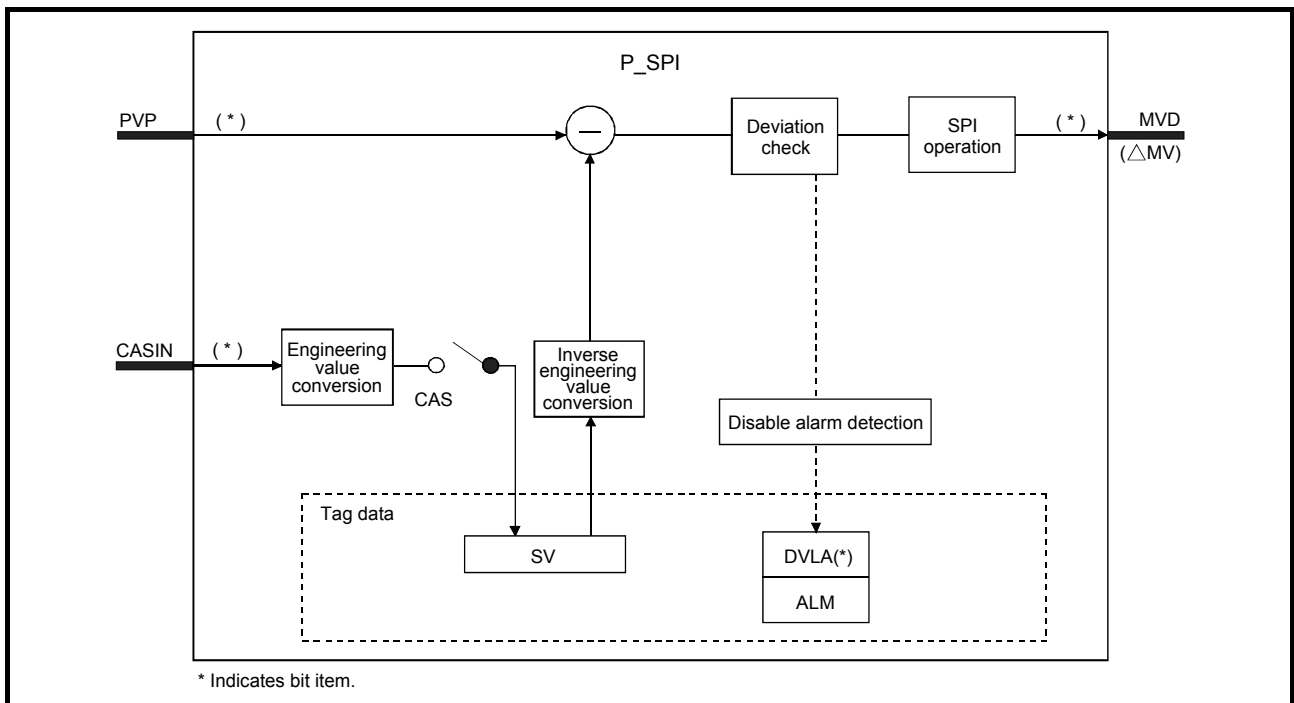 P_SPI
PVP
(*)
—
Deviation
check
SPI
operation
(*)
MVD
(△MV)
CASIN
(*)
Engineering
value
conversion
CAS
Inverse
engineering
value
conversion
Disable alarm detection
Tag data
SV
DVLA(*)
ALM
* Indicates bit item.